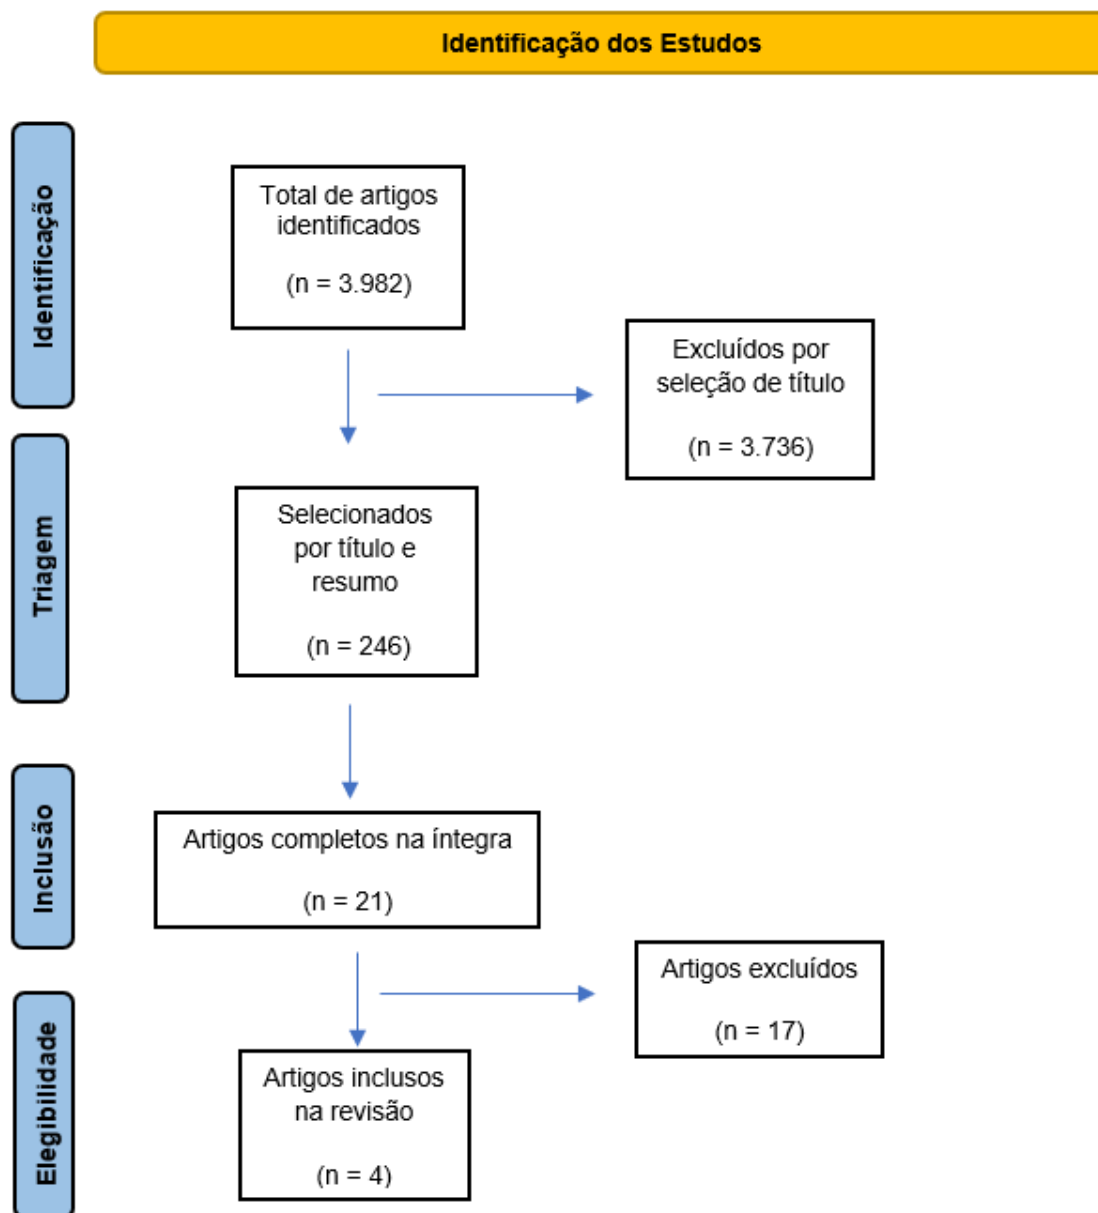 Identificação dos Estudos
Identificação
Total de artigos
identificados
(n = 3.982)
Excluídos por
seleção de título
(n = 3.736)
Triagem
Selecionados
por título e
resumo
(n = 246)
Inclusão
Artigos completos na íntegra
(n = 21)
Artigos excluídos
(n = 17)
Elegibilidade
Artigos inclusos
na revisão
(n = 4)